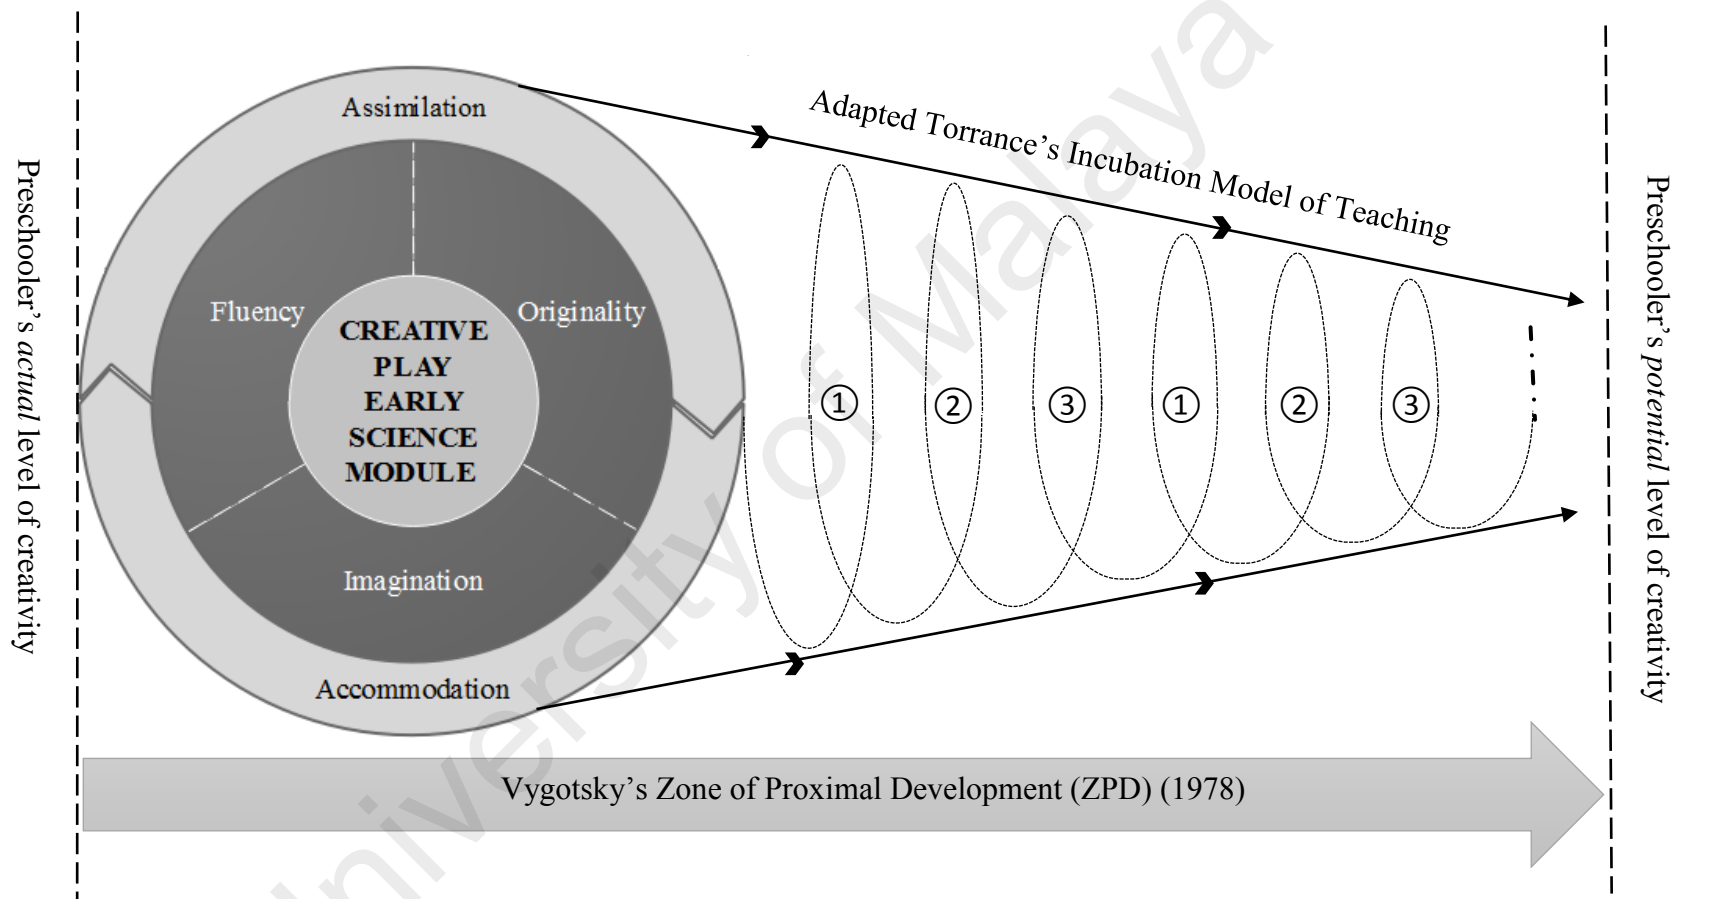 Preschooler's actual level of creativity
Assimilation
Fluency
Originality
CREATIVE
PLAY
EARLY
SCIENCE
MODULE
Imagination
Accommodation
Adapted Torrance's Incubation Model of Teaching
① ② ③ ① ② ③
Preschooler's potential level of creativity
Vygotsky's Zone of Proximal Development (ZPD) (1978)
University of Malaya